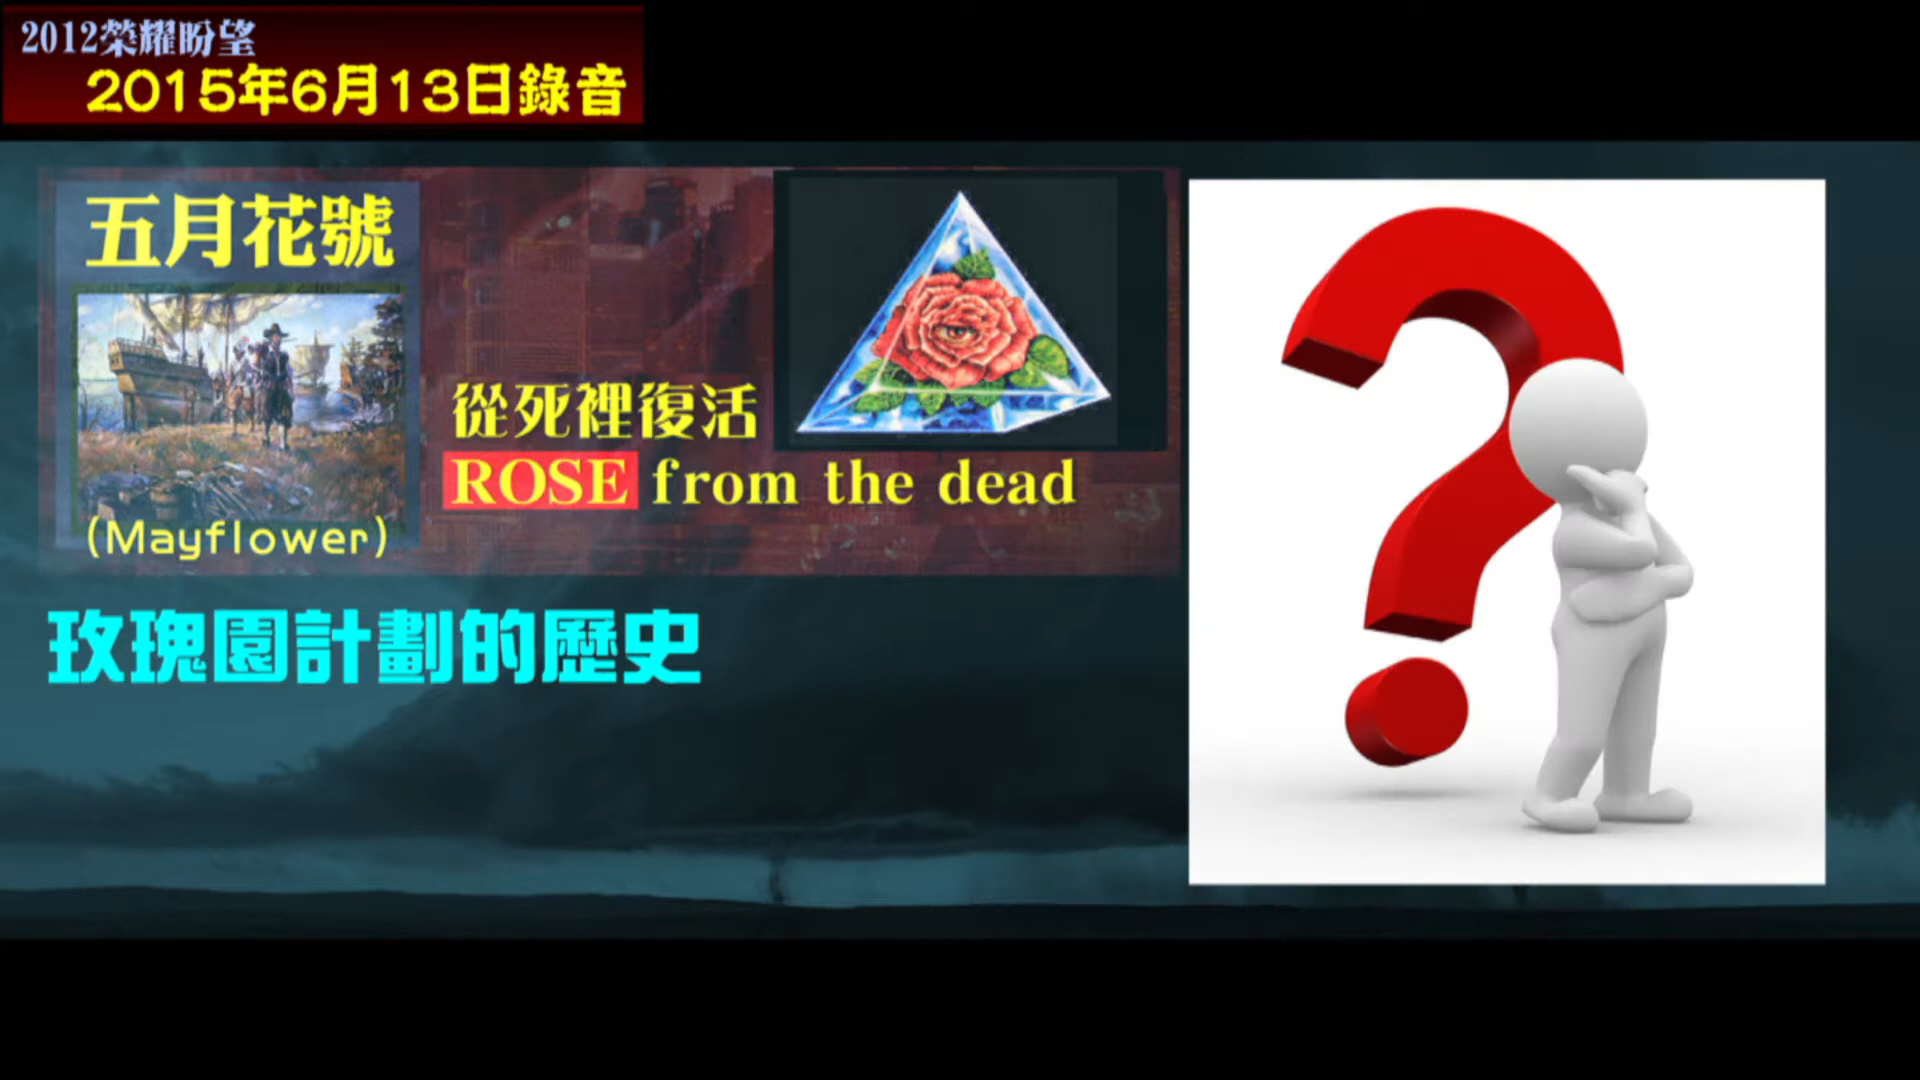 2012榮耀盼望
2015年6月13日錄音
五月花號
(Mayflower)
從死裡復活
ROSE from the dead
玫瑰園計劃的歷史